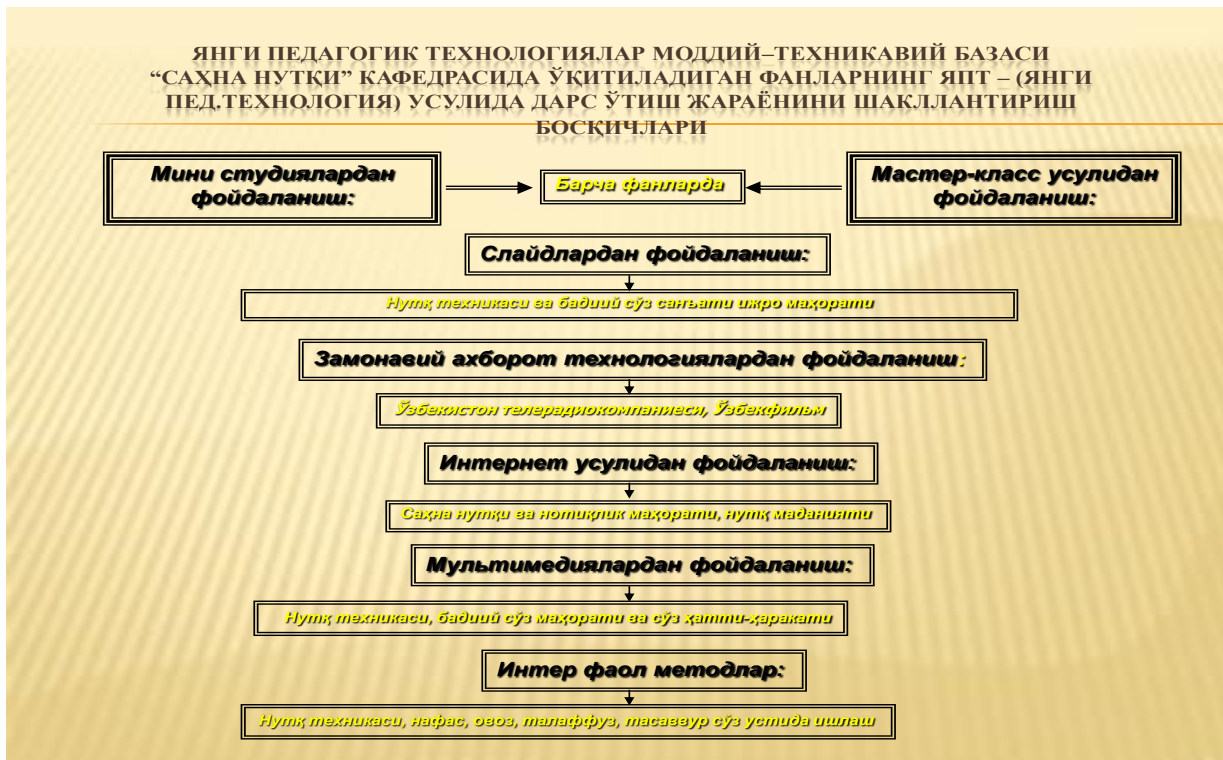 ЯНГИ ПЕДАГОГИК ТЕХНОЛОГИЯЛАР МОДДИЙ–ТЕХНИКАВИЙ БАЗАСИ
“САҲНА НУТҚИ” КАФЕДРАСИДА ЎҚИТИЛАДИГАН ФАНЛАРНИНГ ЯПТ – (ЯНГИ
ПЕД.ТЕХНОЛОГИЯ) УСУЛИДА ДАРС ЎТИШ ЖАРАЁНИНИ ШАКЛЛАНТИРИШ
БОСҚИЧЛАРИ
Мини студиялардан
фойдаланиш:
Барча фанларда
Мастер-класс усулидан
фойдаланиш:
Слайдлардан фойдаланиш:
Нутқ техникаси ва бадиий сўз санъати ижро маҳорати
Замонавий ахборот технологиялардан фойдаланиш:
Ўзбекистон телерадиокомпаниеси, Ўзбекфильм
Интернет усулидан фойдаланиш:
Саҳна нутқи ва нотиқлик маҳорати, нутқ маданияти
Мультимедиялардан фойдаланиш:
Нутқ техникаси, бадиий сўз маҳорати ва сўз ҳатти-ҳаракати
Интер фаол методлар:
Нутқ техникаси, нафас, овоз, талаффуз, тасаввур сўз устида ишлаш